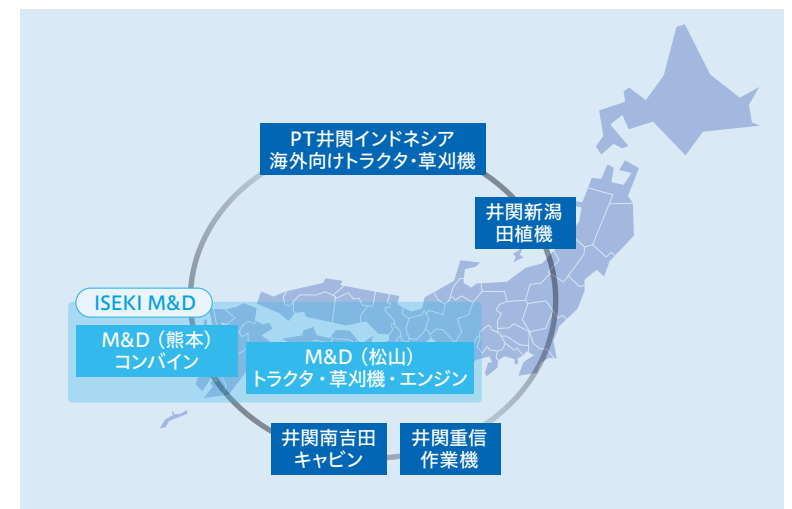 PT井関インドネシア
海外向けトラクタ・草刈機
井関新潟
田植機
ISEKI M&D
M&D（熊本）
コンバイン
M&D（松山）
トラクタ・草刈機・エンジン
井関南吉田
キャビン
井関重信
作業機